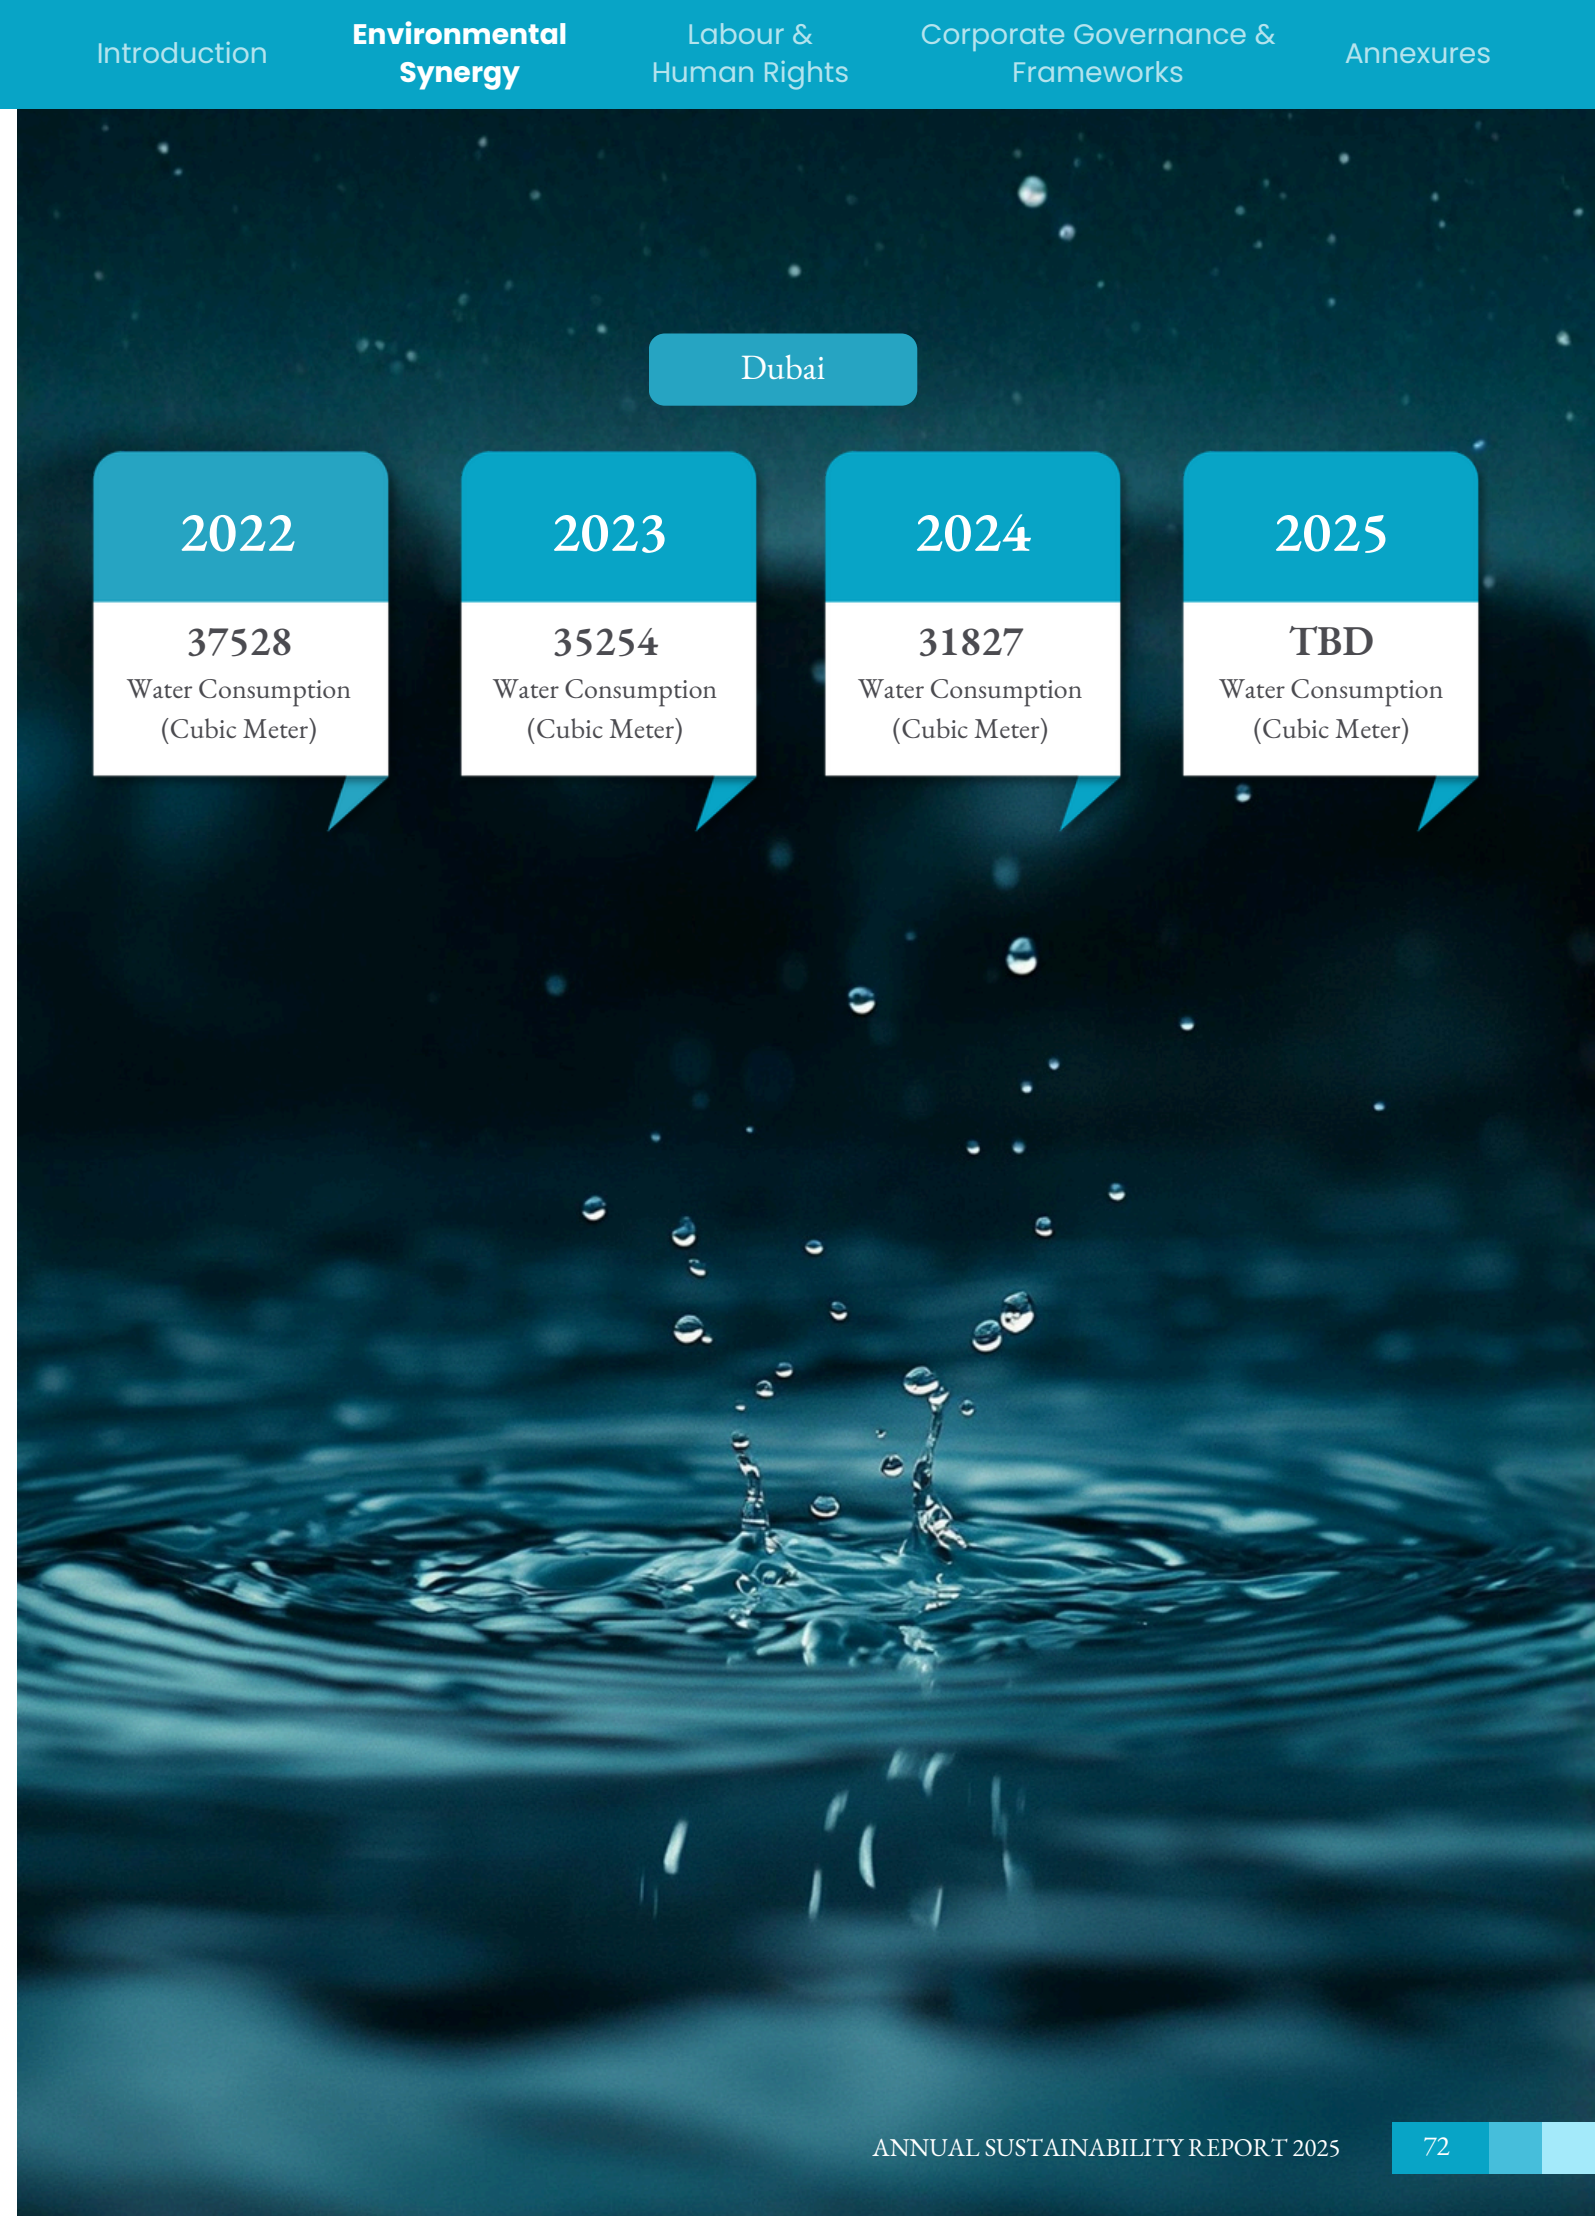 Introduction
Environmental
Synergy
Labour &
Human Rights
Corporate Governance &
Frameworks
Annexures
Dubai
2022
37528
Water Consumption
(Cubic Meter)
2023
35254
Water Consumption
(Cubic Meter)
2024
31827
Water Consumption
(Cubic Meter)
2025
TBD
Water Consumption
(Cubic Meter)
ANNUAL SUSTAINABILITY REPORT 2025
72